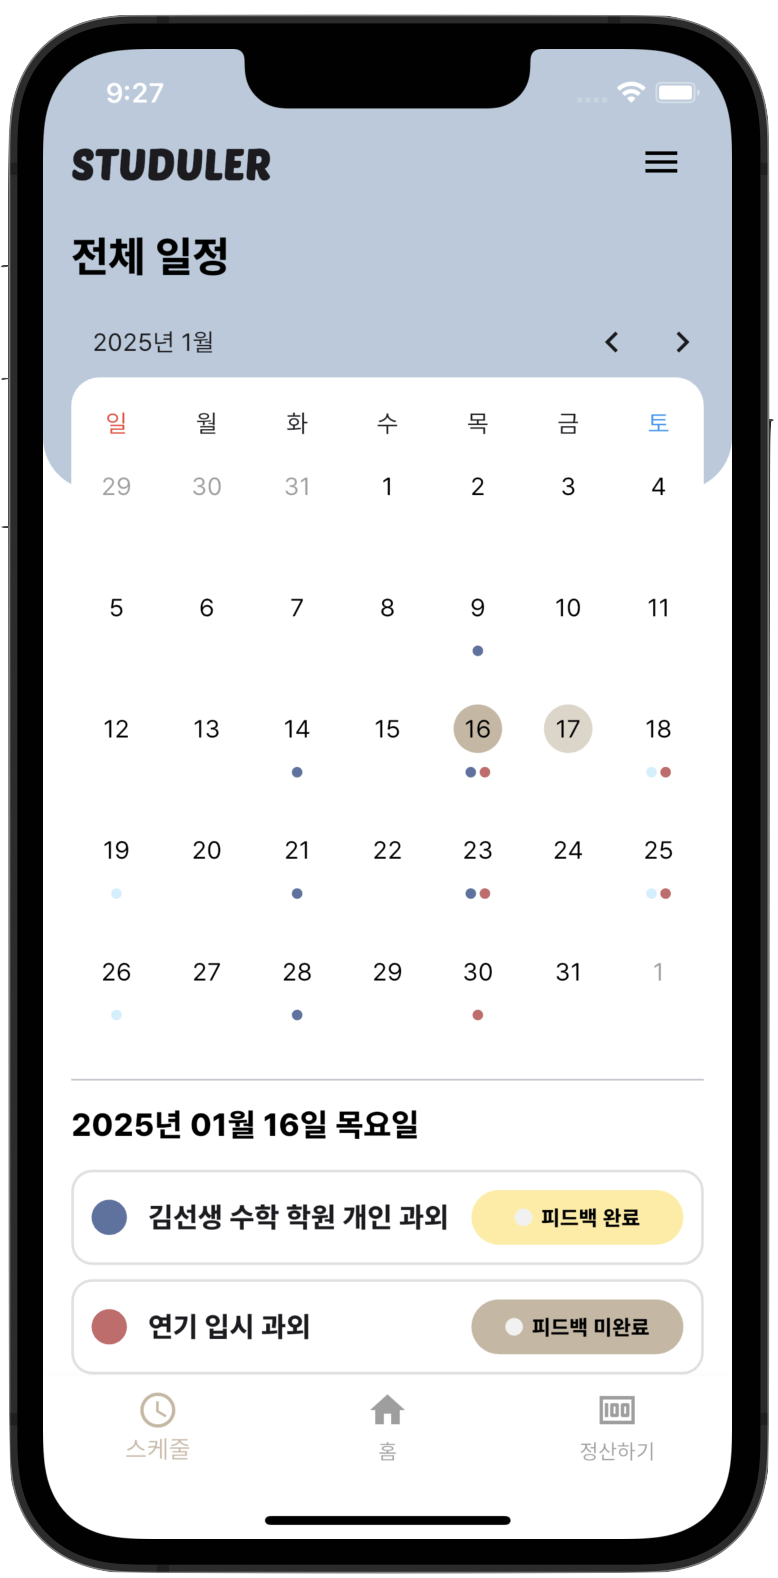 9:27
STUDULER
전체 일정
2025년 1월
일 월 화 수 목 금 토
29 30 31 1 2 3 4
5 6 7 8 9 10 11
12 13 14 15 16 17 18
19 20 21 22 23 24 25
26 27 28 29 30 31 1
2025년 01월 16일 목요일
김선생 수학 학원 개인 과외 피드백 완료
연기 입시 과외 피드백 미완료
100
스케줄 홈 정산하기